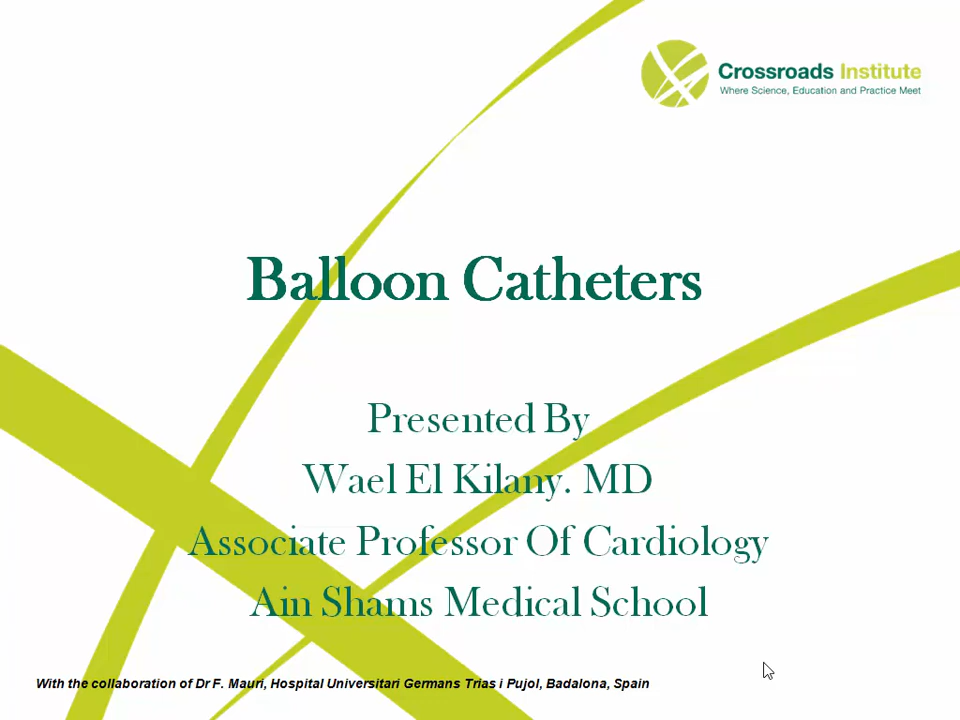 Crossroads Institute
Where Science, Education and Practice Meet
Balloon Catheters
Presented By
Wael El Kilany. MD
Associate Professor Of Cardiology
Ain Shams Medical School
With the collaboration of Dr F. Mauri, Hospital Universitari Germans Trias i Pujol, Badalona, Spain